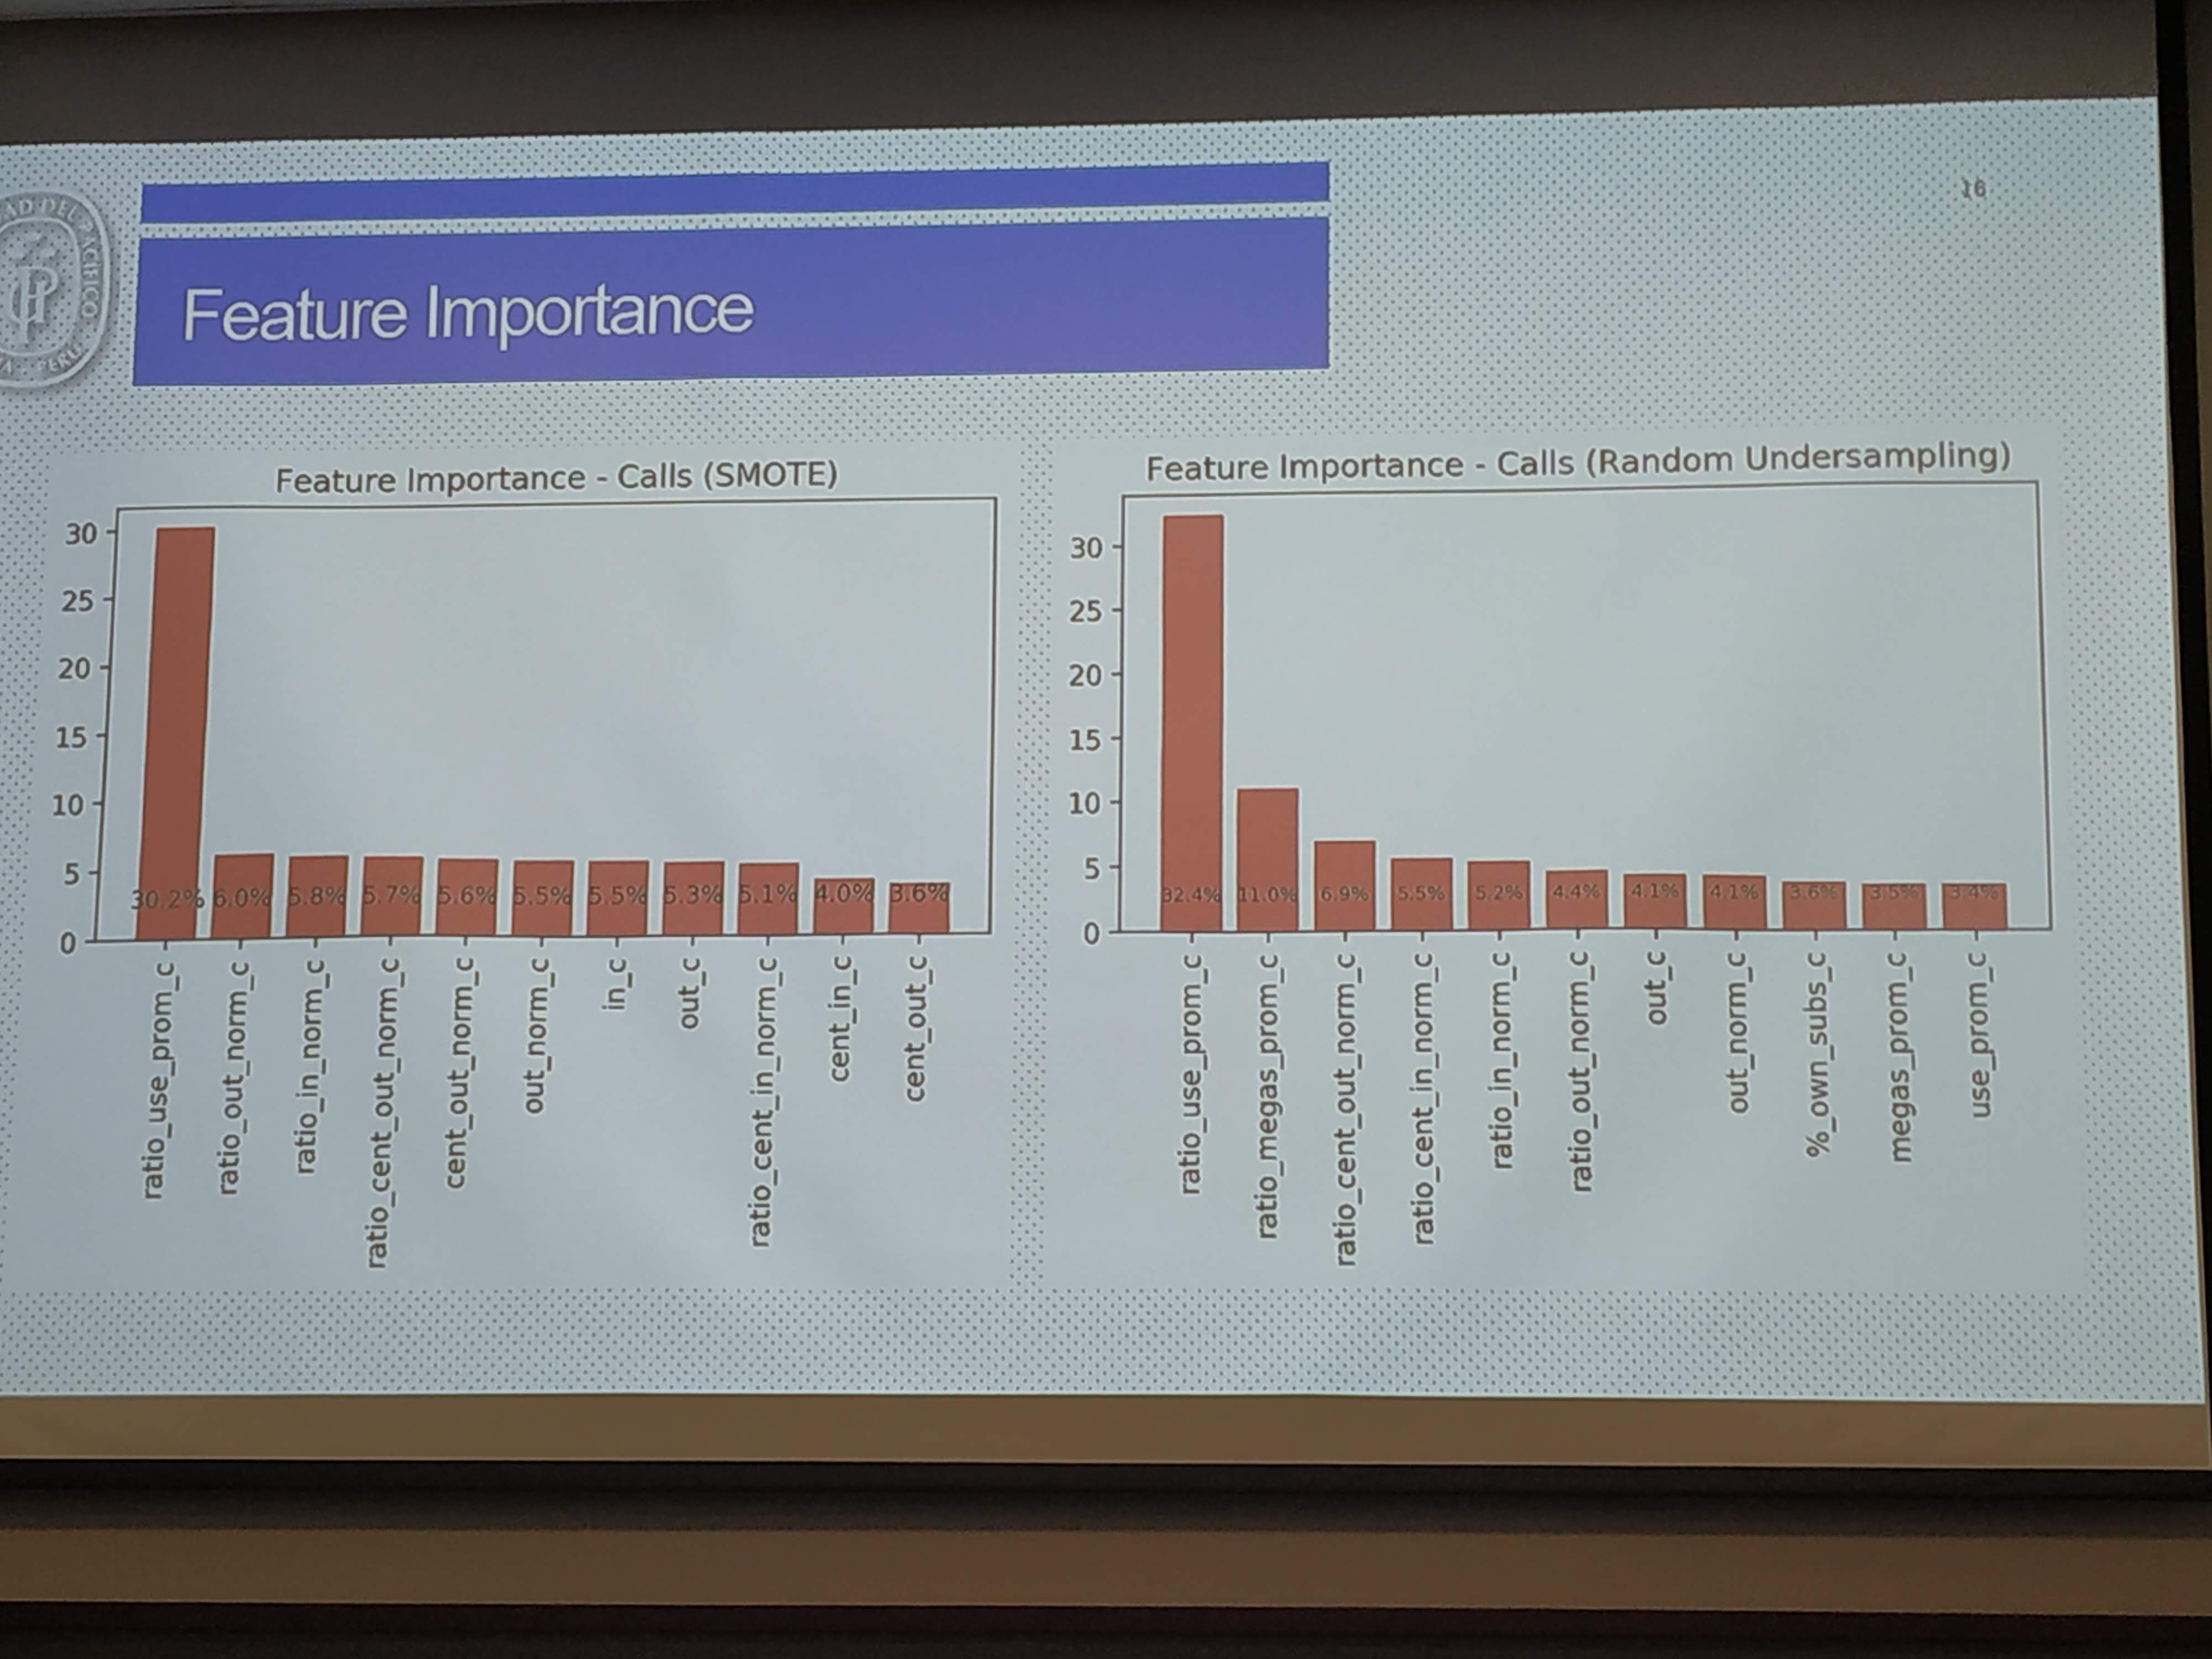 16
AD DEL PACIFICO
A - PERU
Feature Importance
Feature Importance - Calls (SMOTE)
30
25
20
15
10
5
0
30.2% 6.0% 5.8% 5.7% 5.6% 5.5% 5.5% 5.3% 5.1% 4.0% 3.6%
ratio_use_prom_c
ratio_out_norm_c
ratio_in_norm_c
ratio_cent_out_norm_c
cent_out_norm_c
out_norm_c
in_c
out_c
ratio_cent_in_norm_c
cent_in_c
cent_out_c
Feature Importance - Calls (Random Undersampling)
30
25
20
15
10
5
0
32.4% 11.0% 6.9% 5.5% 5.2% 4.4% 4.1% 4.1% 3.6% 3.5% 3.4%
ratio_use_prom_c
ratio_megas_prom_c
ratio_cent_out_norm_c
ratio_cent_in_norm_c
ratio_in_norm_c
ratio_out_norm_c
out_c
out_norm_c
%_own_subs_c
megas_prom_c
use_prom_c